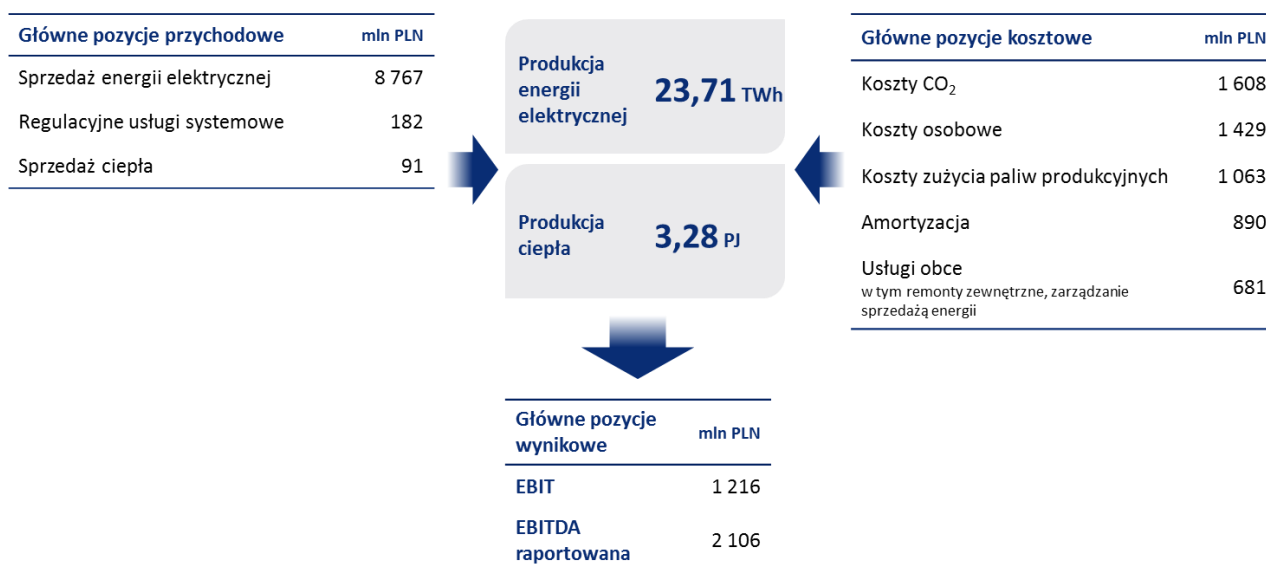 Główne pozycje przychodowe mln PLN
Sprzedaż energii elektrycznej 8 767
Regulacyjne usługi systemowe 182
Sprzedaż ciepła 91
Produkcja
energii
elektrycznej
23,71 TWh
Produkcja
ciepła
3,28 PJ
Główne pozycje kosztowe mln PLN
Koszty CO₂ 1 608
Koszty osobowe 1 429
Koszty zużycia paliw produkcyjnych 1 063
Amortyzacja 890
Usługi obce
w tym remonty zewnętrzne, zarządzanie
sprzedażą energii
681
Główne pozycje
wynikowe
mln PLN
EBIT 1 216
EBITDA
raportowana
2 106